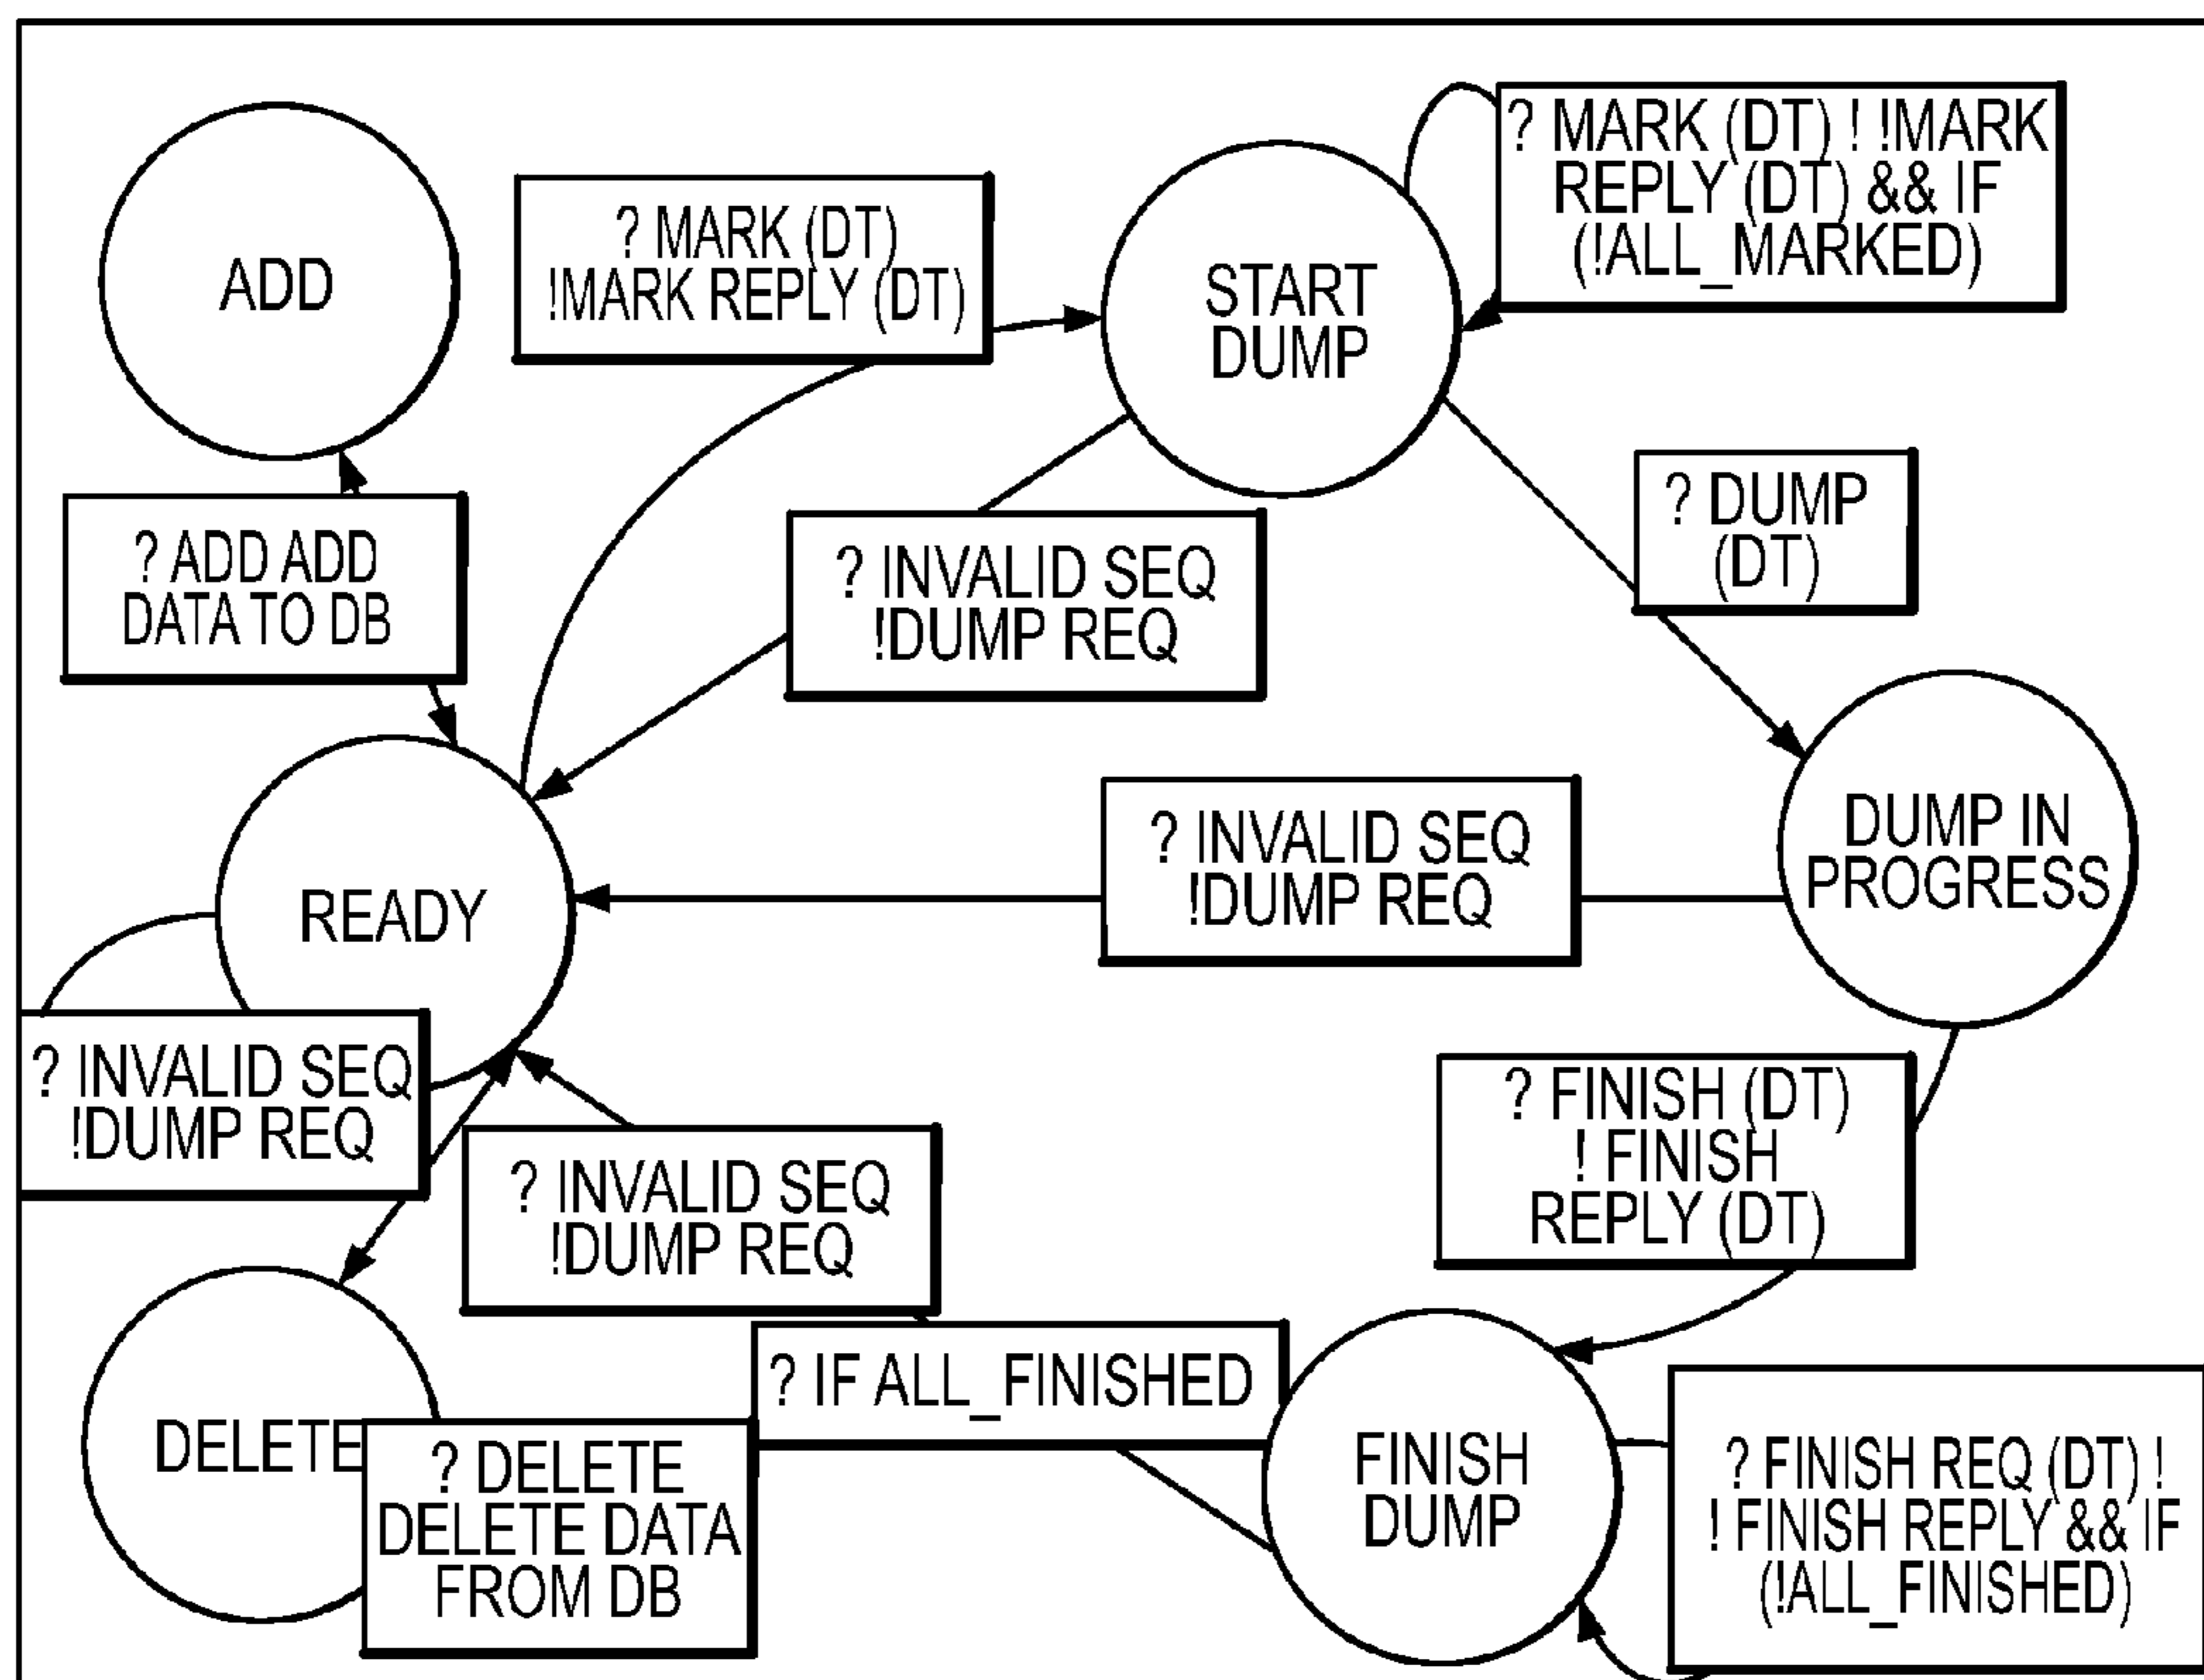 ADD
? MARK (DT)
!MARK REPLY (DT)
START
DUMP
? MARK (DT) ! !MARK
REPLY (DT) && IF
(!ALL_MARKED)
? ADD ADD
DATA TO DB
? INVALID SEQ
!DUMP REQ
? DUMP
(DT)
READY
? INVALID SEQ
!DUMP REQ
DUMP IN
PROGRESS
? INVALID SEQ
!DUMP REQ
? INVALID SEQ
!DUMP REQ
? FINISH (DT)
! FINISH
REPLY (DT)
DELETE
? DELETE
DELETE DATA
FROM DB
? IF ALL_FINISHED
FINISH
DUMP
? FINISH REQ (DT) !
! FINISH REPLY && IF
(!ALL_FINISHED)